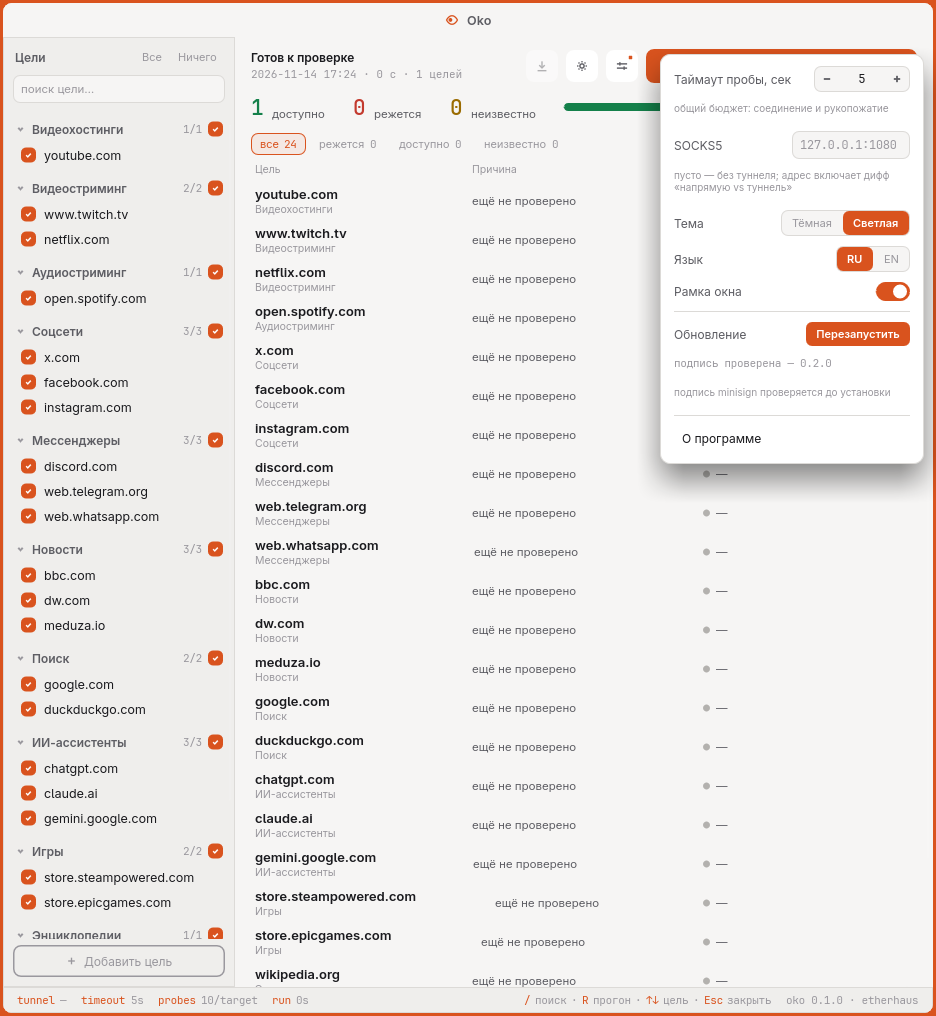 Oko
Цели Все Ничего
поиск цели...
Видеохостинги 1/1
youtube.com
Видеостриминг 2/2
www.twitch.tv
netflix.com
Аудиостриминг 1/1
open.spotify.com
Соцсети 3/3
x.com
facebook.com
instagram.com
Мессенджеры 3/3
discord.com
web.telegram.org
web.whatsapp.com
Новости 3/3
bbc.com
dw.com
meduza.io
Поиск 2/2
google.com
duckduckgo.com
ИИ-ассистенты 3/3
chatgpt.com
claude.ai
gemini.google.com
Игры 2/2
store.steampowered.com
store.epicgames.com
Энциклопедии 1/1
+ Добавить цель
Готов к проверке
2026-11-14 17:24 · 0 с · 1 целей
1 доступно 0 режется 0 неизвестно
все 24 режется 0 доступно 0 неизвестно 0
Цель Причина
youtube.com ещё не проверено
Видеохостинги
www.twitch.tv ещё не проверено
Видеостриминг
netflix.com ещё не проверено
Видеостриминг
open.spotify.com ещё не проверено
Аудиостриминг
x.com ещё не проверено
Соцсети
facebook.com ещё не проверено
Соцсети
instagram.com ещё не проверено
Соцсети
discord.com ещё не проверено —
Мессенджеры
web.telegram.org ещё не проверено —
Мессенджеры
web.whatsapp.com ещё не проверено —
Мессенджеры
bbc.com ещё не проверено —
Новости
dw.com ещё не проверено —
Новости
meduza.io ещё не проверено —
Новости
google.com ещё не проверено —
Поиск
duckduckgo.com ещё не проверено —
Поиск
chatgpt.com ещё не проверено —
ИИ-ассистенты
claude.ai ещё не проверено —
ИИ-ассистенты
gemini.google.com ещё не проверено —
ИИ-ассистенты
store.steampowered.com ещё не проверено —
Игры
store.epicgames.com ещё не проверено —
Игры
wikipedia.org ещё не проверено —
Таймаут пробы, сек − 5 +
общий бюджет: соединение и рукопожатие
SOCKS5 127.0.0.1:1080
пусто — без туннеля; адрес включает дифф
«напрямую vs туннель»
Тема Тёмная Светлая
Язык RU EN
Рамка окна
Обновление Перезапустить
подпись проверена — 0.2.0
подпись minisign проверяется до установки
О программе
tunnel — timeout 5s probes 10/target run 0s
/ поиск · R прогон · ↑↓ цель · Esc закрыть oko 0.1.0 · etherhaus